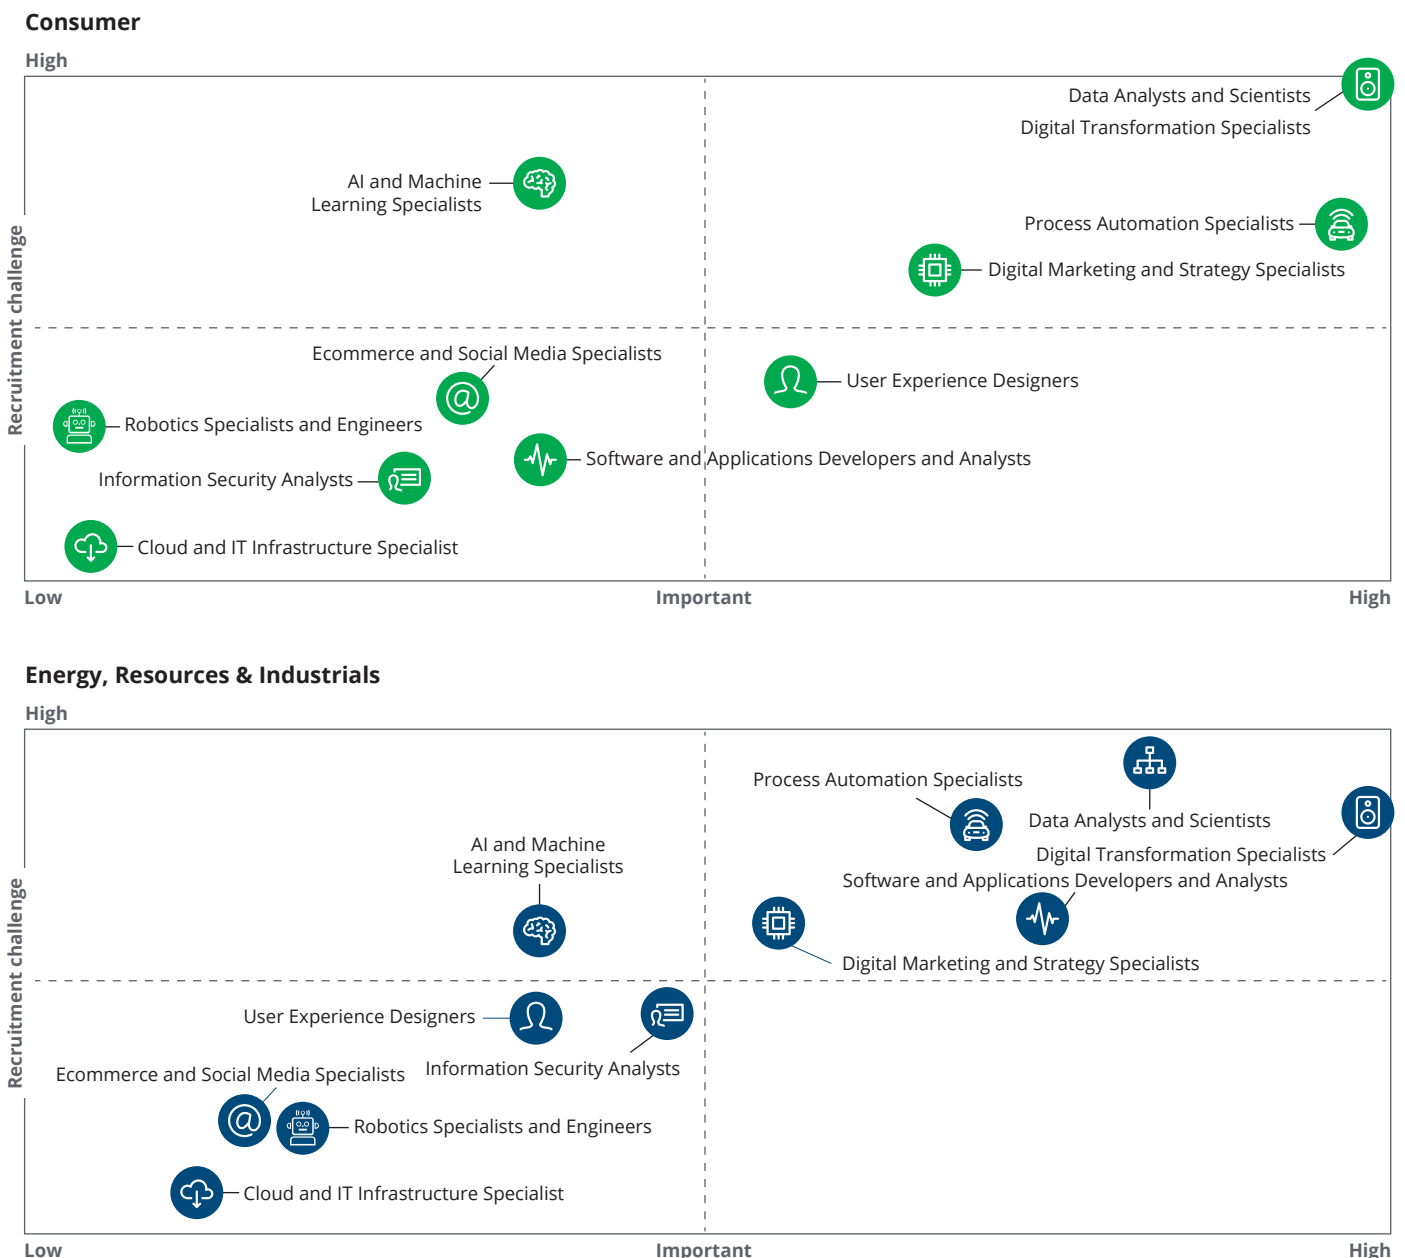 Consumer
High
Data Analysts and Scientists
Digital Transformation Specialists
AI and Machine
Learning Specialists
Process Automation Specialists
Digital Marketing and Strategy Specialists
Recruitment challenge
Ecommerce and Social Media Specialists
User Experience Designers
Robotics Specialists and Engineers
Software and Applications Developers and Analysts
Information Security Analysts
Cloud and IT Infrastructure Specialist
Low
Important
High
Energy, Resources & Industrials
High
Process Automation Specialists
Data Analysts and Scientists
AI and Machine
Learning Specialists
Digital Transformation Specialists
Software and Applications Developers and Analysts
Digital Marketing and Strategy Specialists
Recruitment challenge
User Experience Designers
Information Security Analysts
Ecommerce and Social Media Specialists
Robotics Specialists and Engineers
Cloud and IT Infrastructure Specialist
Low
Important
High